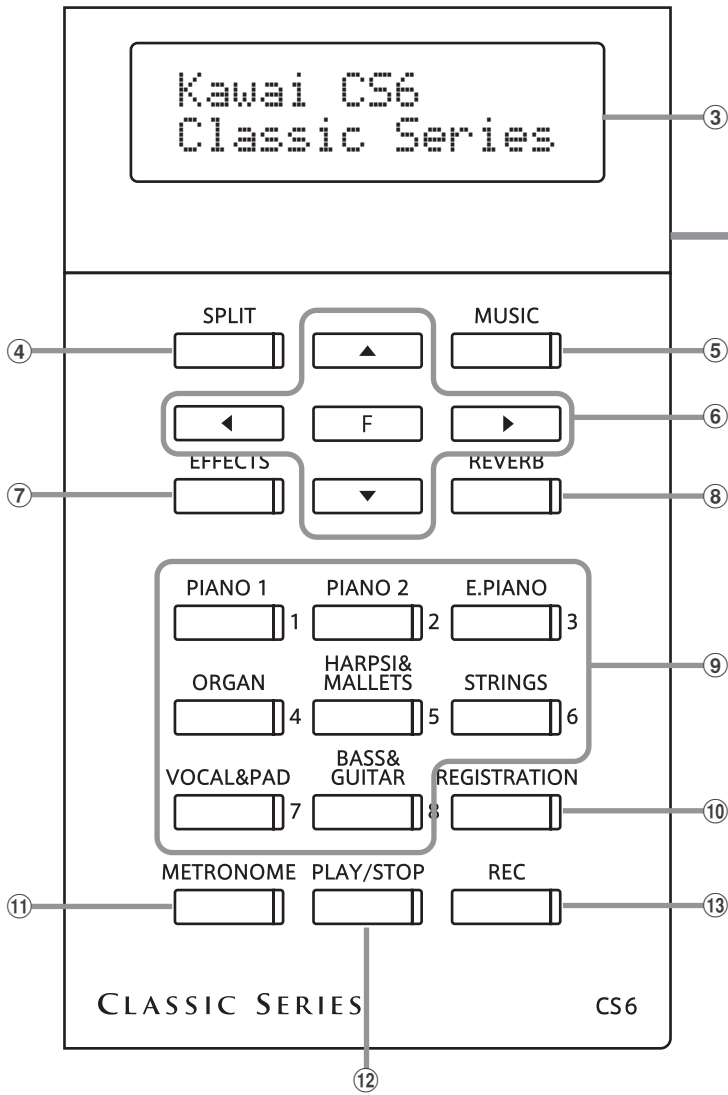 Kawai CS6
Classic Series
③
SPLIT
MUSIC
④
⑤
F
⑥
EFFECTS
REVERB
⑦
⑧
PIANO 1
PIANO 2
E.PIANO
1
2
3
⑨
ORGAN
HARPSI&
MALLETS
STRINGS
4
5
6
VOCAL&PAD
BASS&
GUITAR
REGISTRATION
7
8
⑩
METRONOME
PLAY/STOP
REC
⑪
⑬
CLASSIC SERIES
CS6
⑫